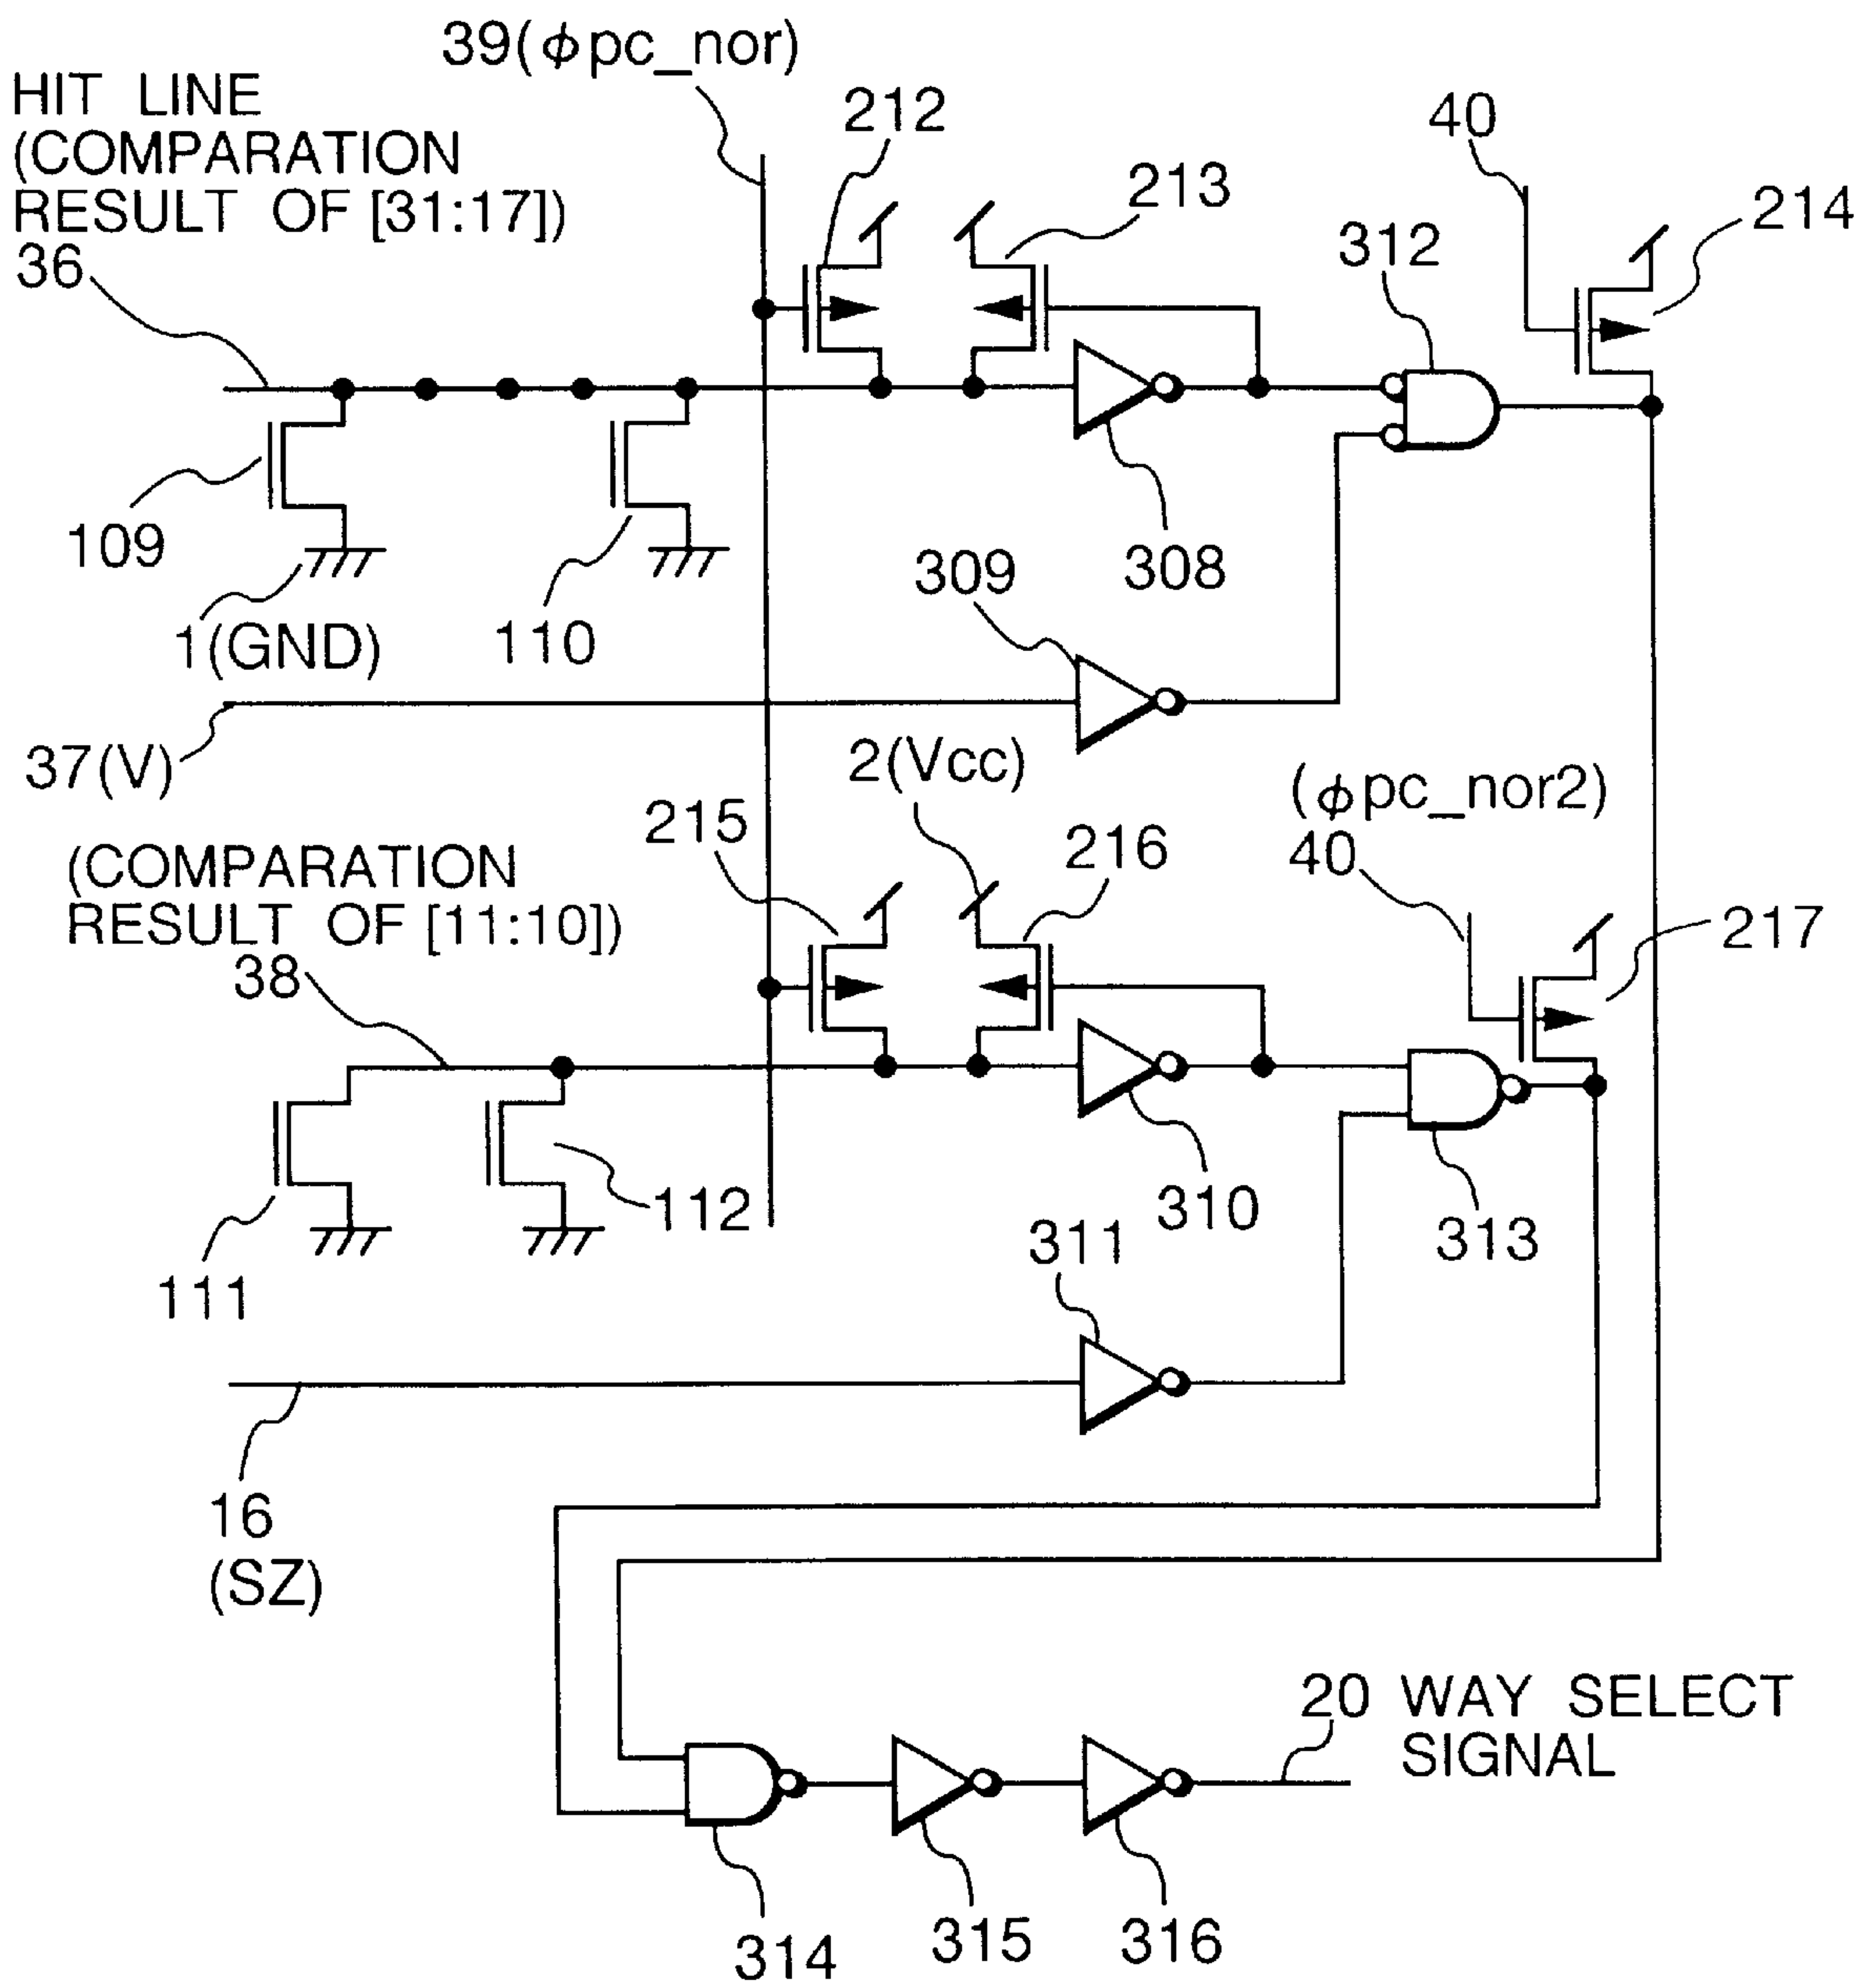 39(ϕpc_nor)
HIT LINE
(COMPARATION
RESULT OF [31:17])
36
212
213
40
214
312
109
1(GND)
110
308
309
37(V)
2(Vcc)
215
216
(ϕpc_nor2)
40
217
(COMPARATION
RESULT OF [11:10])
38
111
112
310
313
311
16
(SZ)
20 WAY SELECT
SIGNAL
314
315
316